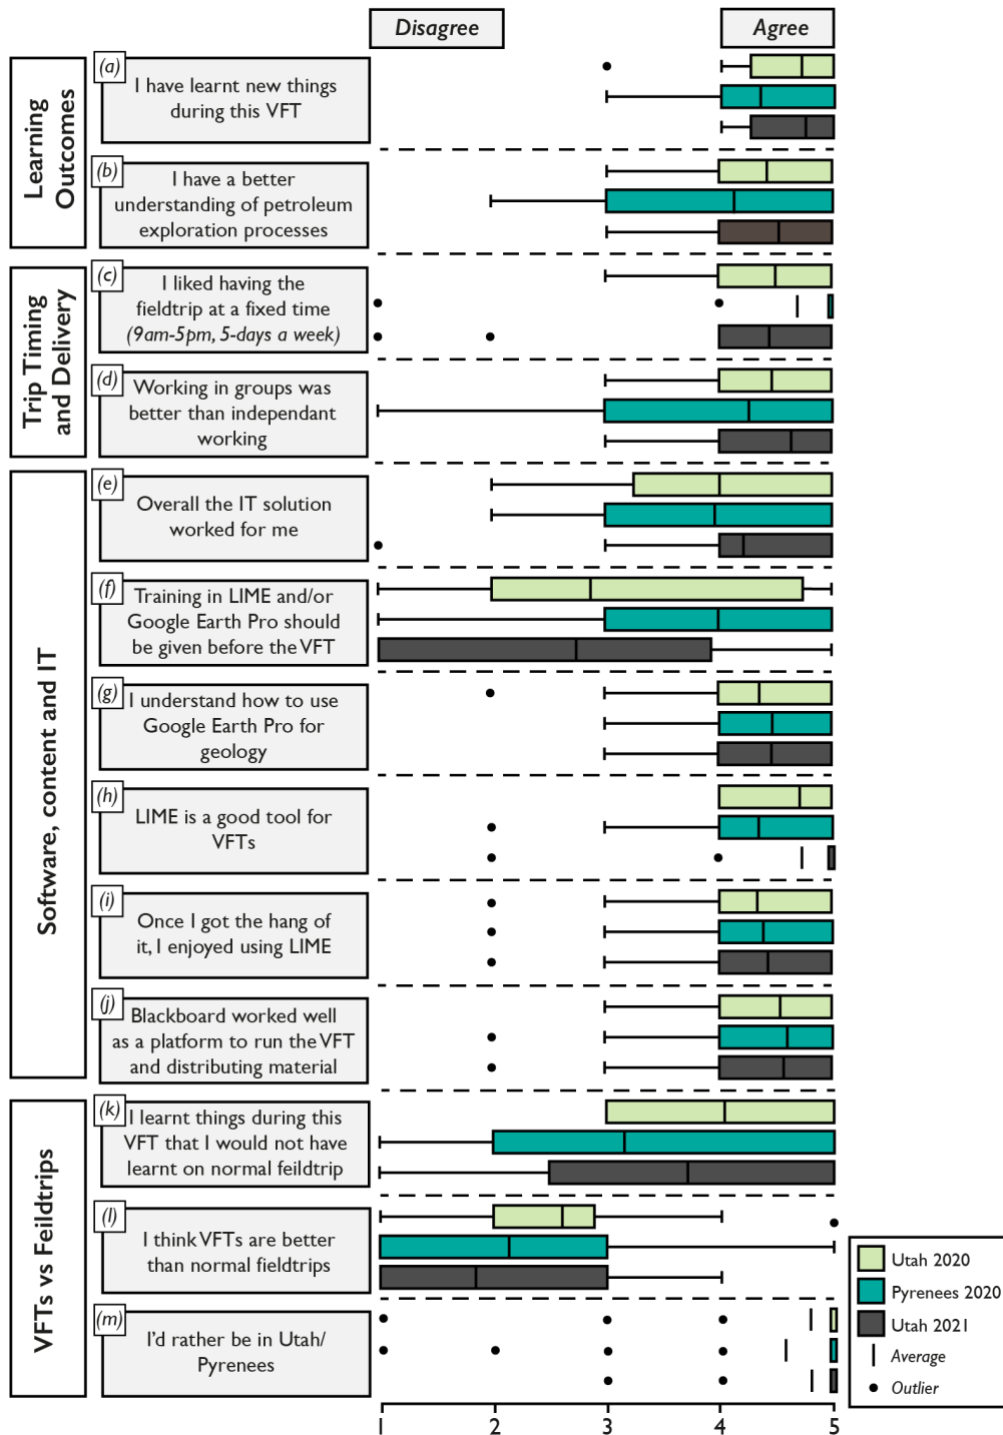 Disagree
Agree
Learning
Outcomes
(a)
I have learnt new things
during this VFT
(b)
I have a better
understanding of petroleum
exploration processes
Trip Timing
and Delivery
(c)
I liked having the
fieldtrip at a fixed time
(9am-5pm, 5-days a week)
(d)
Working in groups was
better than independant
working
Software, content and IT
(e)
Overall the IT solution
worked for me
(f)
Training in LIME and/or
Google Earth Pro should
be given before the VFT
(g)
I understand how to use
Google Earth Pro for
geology
(h)
LIME is a good tool for
VFTs
(i)
Once I got the hang of
it, I enjoyed using LIME
(j)
Blackboard worked well
as a platform to run the VFT
and distributing material
VFTs vs Feildtrips
(k)
I learnt things during this
VFT that I would not have
learnt on normal feildtrip
(l)
I think VFTs are better
than normal fieldtrips
(m)
I'd rather be in Utah/
Pyrenees
Utah 2020
Pyrenees 2020
Utah 2021
Average
Outlier
1 2 3 4 5